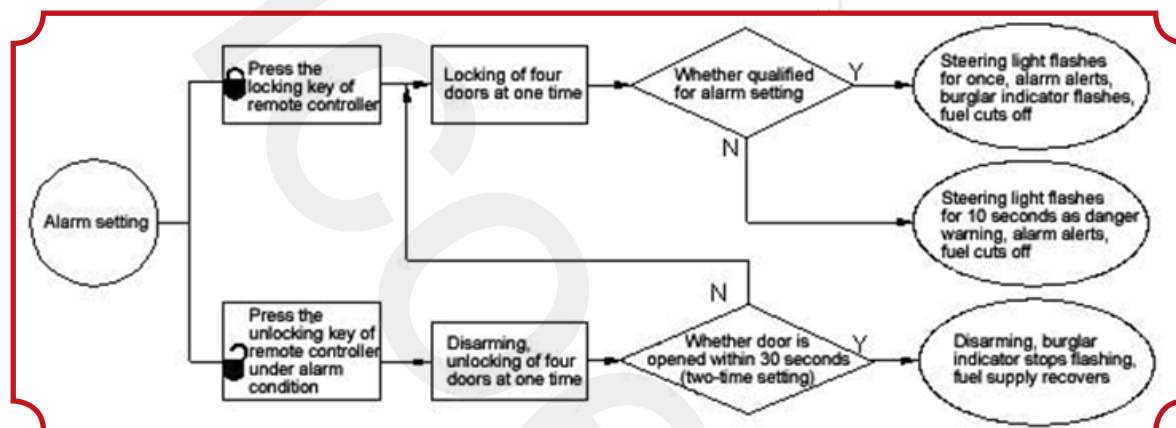 Alarm setting
Press the
locking key of
remote controller
Locking of four
doors at one time
Whether qualified
for alarm setting
Y
N
Steering light flashes
for once, alarm alerts,
burglar indicator flashes,
fuel cuts off
Steering light flashes
for 10 seconds as danger
warning, alarm alerts,
fuel cuts off
Press the
unlocking key of
remote controller
under alarm
condition
Disarming,
unlocking of four
doors at one time
Whether door is
opened within 30 seconds
(two-time setting)
N
Y
Disarming, burglar
indicator stops flashing,
fuel supply recovers